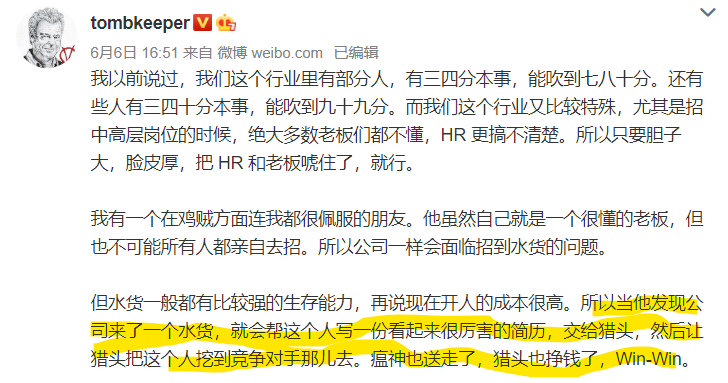 tombkeeper
6月6日 16:51 来自 微博 weibo.com 已编辑
我以前说过，我们这个行业里有部分人，有三四分本事，能吹到七八十分。还有
些人有三四十分本事，能吹到九十九分。而我们这个行业又比较特殊，尤其是招
中高层岗位的时候，绝大多数老板们都不懂，HR 更搞不清楚。所以只要胆子
大，脸皮厚，把 HR 和老板唬住了，就行。
我有一个在鸡贼方面连我都很佩服的朋友。他虽然自己就是一个很懂的老板，但
也不可能所有人都亲自去招。所以公司一样会面临招到水货的问题。
但水货一般都有比较强的生存能力，再说现在开人的成本很高。所以当他发现公
司来了一个水货，就会帮这个人写一份看起来很厉害的简历，交给猎头，然后让
猎头把这个人挖到竞争对手那儿去。瘟神也送走了，猎头也挣钱了，Win-Win。